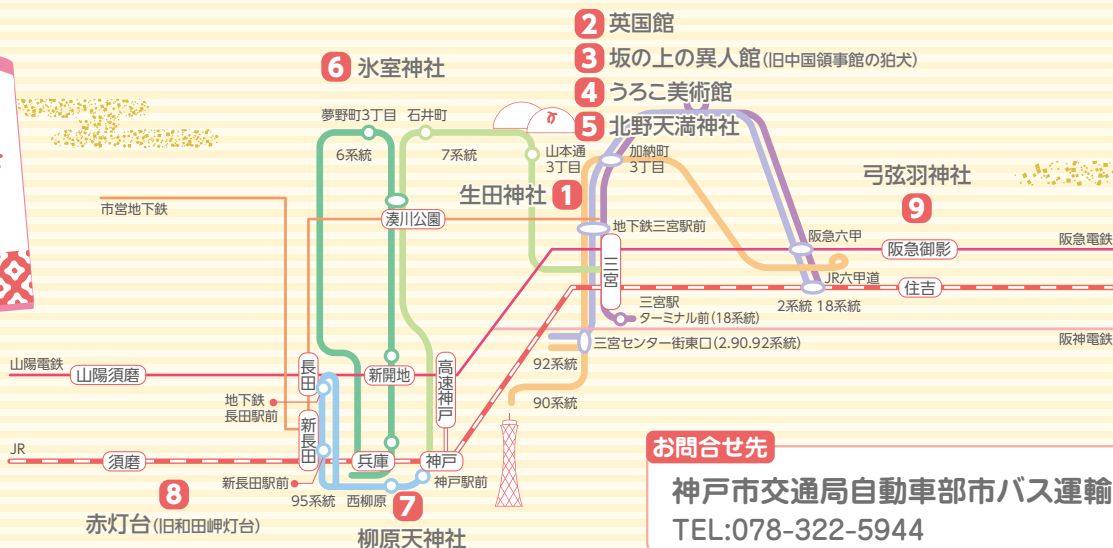 2 英国館
3 坂の上の異人館(旧中国領事館の狛犬)
4 うろこ美術館
5 北野天満神社
6 氷室神社
夢野町3丁目
石井町
6系統
7系統
山本通
3丁目
加納町
3丁目
生田神社 1
弓弦羽神社
9
市営地下鉄
湊川公園
地下鉄三宮駅前
三宮
阪急六甲
阪急御影
阪急電鉄
JR六甲道
住吉
2系統 18系統
三宮駅
ターミナル前(18系統)
三宮センター街東口(2.90.92系統)
阪神電鉄
92系統
90系統
山陽電鉄
山陽須磨
長田
新開地
高速神戸
地下鉄
長田駅前
新長田
JR
須磨
兵庫
神戸
新長田駅前
神戸駅前
95系統
西柳原
8
赤灯台(旧和田岬灯台)
7
柳原天神社
お問合せ先
神戸市交通局自動車部市バス運輸
TEL:078-322-5944